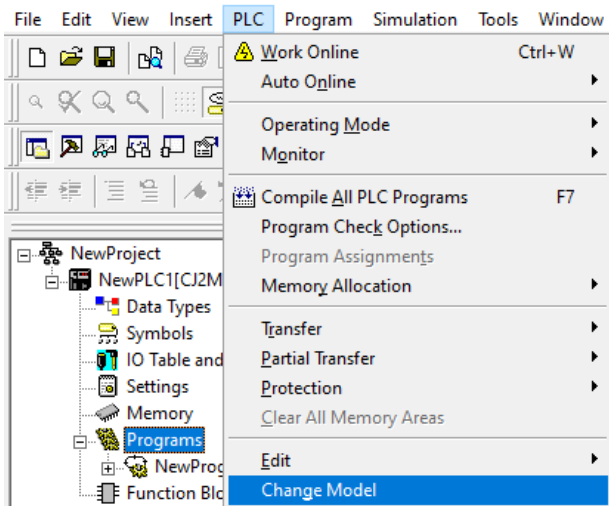 File Edit View Insert PLC Program Simulation Tools Window
Work Online Ctrl+W
Auto Online
Operating Mode
Monitor
Compile All PLC Programs F7
Program Check Options...
Program Assignments
Memory Allocation
Transfer
Partial Transfer
Protection
Clear All Memory Areas
Edit
Change Model
NewProject
NewPLC1[CJ2M
Data Types
Symbols
IO Table and
Settings
Memory
Programs
NewProg
Function Blo